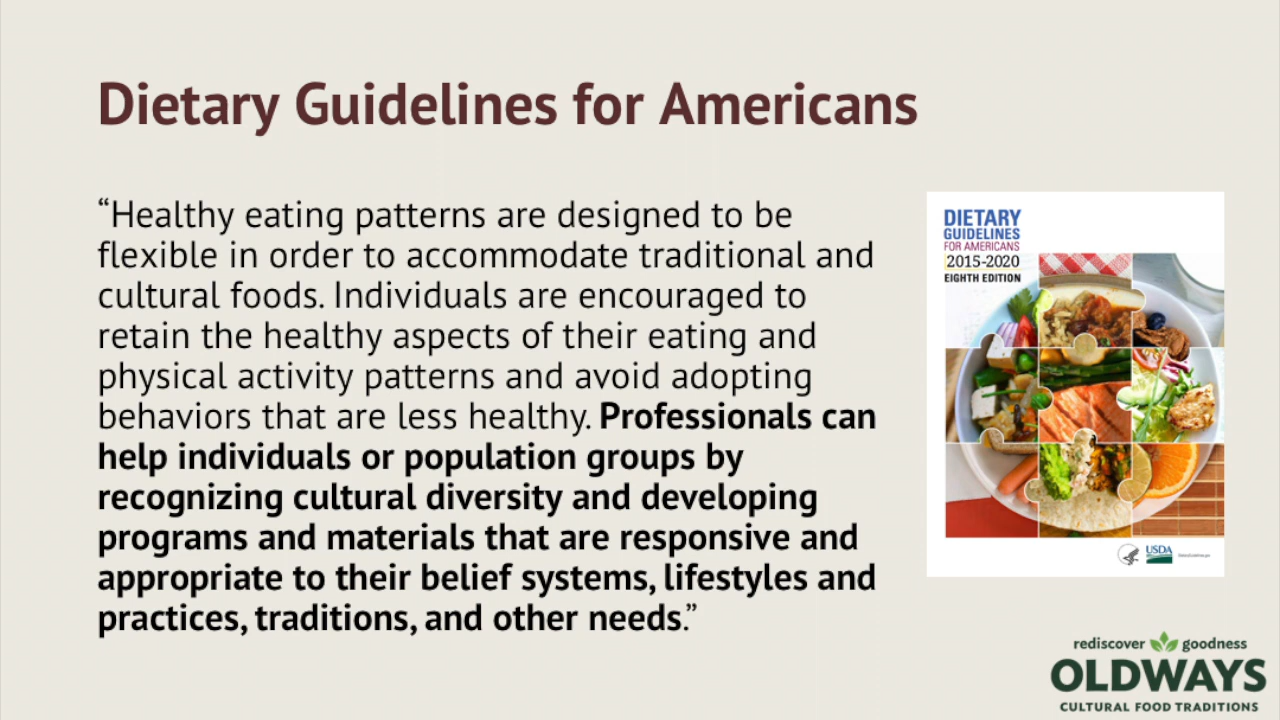 Dietary Guidelines for Americans
“Healthy eating patterns are designed to be
flexible in order to accommodate traditional and
cultural foods. Individuals are encouraged to
retain the healthy aspects of their eating and
physical activity patterns and avoid adopting
behaviors that are less healthy. Professionals can
help individuals or population groups by
recognizing cultural diversity and developing
programs and materials that are responsive and
appropriate to their belief systems, lifestyles and
practices, traditions, and other needs.”
DIETARY
GUIDELINES
FOR AMERICANS
2015-2020
EIGHTH EDITION
USDA
rediscover goodness
OLDWAYS
CULTURAL FOOD TRADITIONS